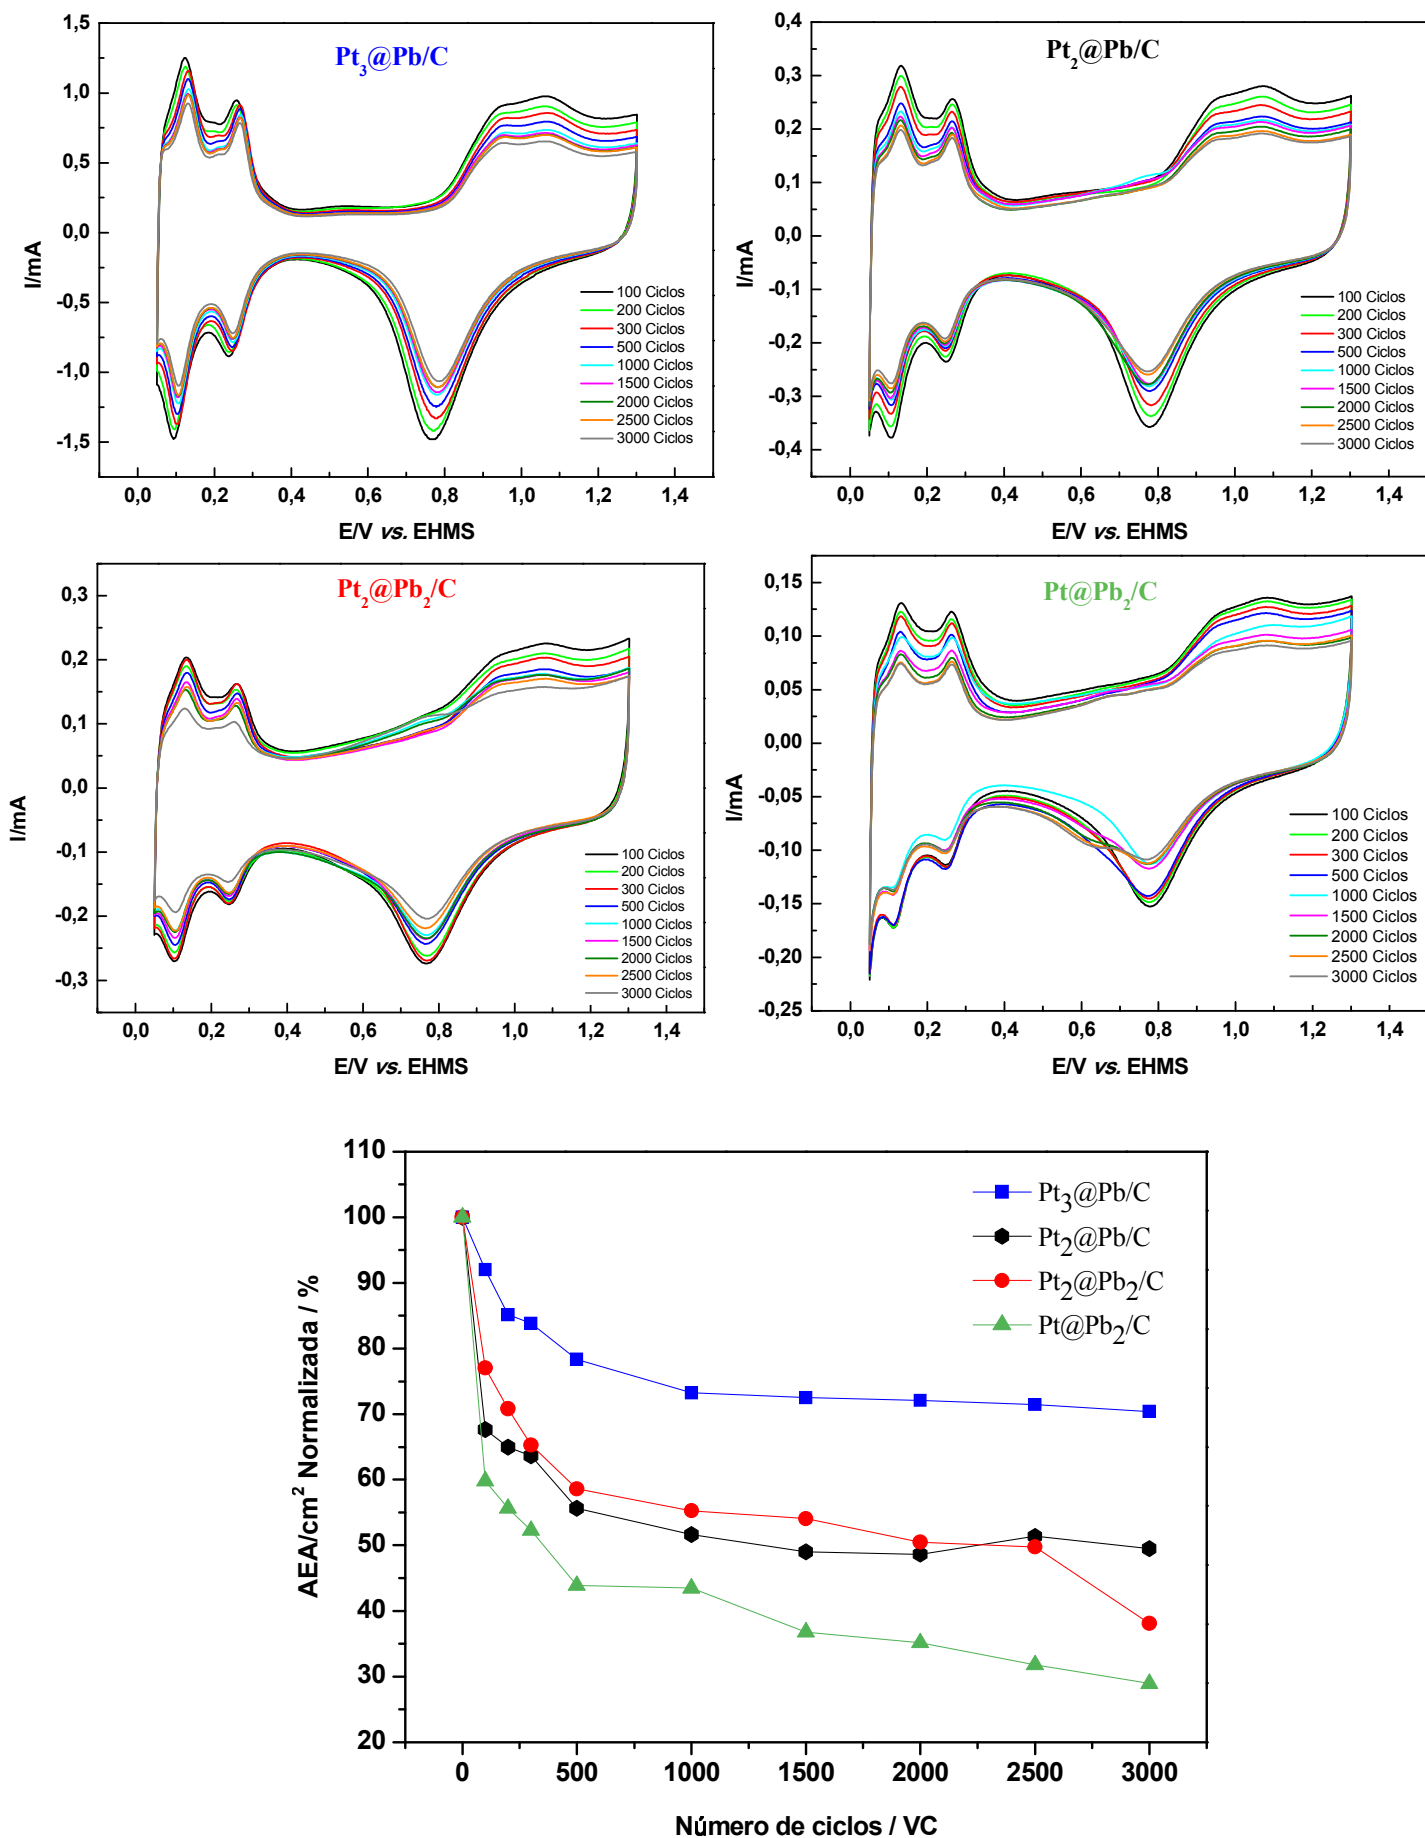 Pt3@Pb/C
1,5
1,0
0,5
0,0
-0,5
-1,0
-1,5
I/mA
100 Ciclos
200 Ciclos
300 Ciclos
500 Ciclos
1000 Ciclos
1500 Ciclos
2000 Ciclos
2500 Ciclos
3000 Ciclos
0,0 0,2 0,4 0,6 0,8 1,0 1,2 1,4
E/V vs. EHMS
Pt2@Pb/C
0,4
0,3
0,2
0,1
0,0
-0,1
-0,2
-0,3
-0,4
I/mA
100 Ciclos
200 Ciclos
300 Ciclos
500 Ciclos
1000 Ciclos
1500 Ciclos
2000 Ciclos
2500 Ciclos
3000 Ciclos
0,0 0,2 0,4 0,6 0,8 1,0 1,2 1,4
E/V vs. EHMS
Pt2@Pb2/C
0,3
0,2
0,1
0,0
-0,1
-0,2
-0,3
I/mA
100 Ciclos
200 Ciclos
300 Ciclos
500 Ciclos
1000 Ciclos
1500 Ciclos
2000 Ciclos
2500 Ciclos
3000 Ciclos
0,0 0,2 0,4 0,6 0,8 1,0 1,2 1,4
E/V vs. EHMS
Pt@Pb2/C
0,15
0,10
0,05
0,00
-0,05
-0,10
-0,15
-0,20
-0,25
I/mA
100 Ciclos
200 Ciclos
300 Ciclos
500 Ciclos
1000 Ciclos
1500 Ciclos
2000 Ciclos
2500 Ciclos
3000 Ciclos
0,0 0,2 0,4 0,6 0,8 1,0 1,2 1,4
E/V vs. EHMS
110
100
90
80
70
60
50
40
30
20
AEA/cm² Normalizada / %
Pt3@Pb/C
Pt2@Pb/C
Pt2@Pb2/C
Pt@Pb2/C
0 500 1000 1500 2000 2500 3000
Número de ciclos / VC